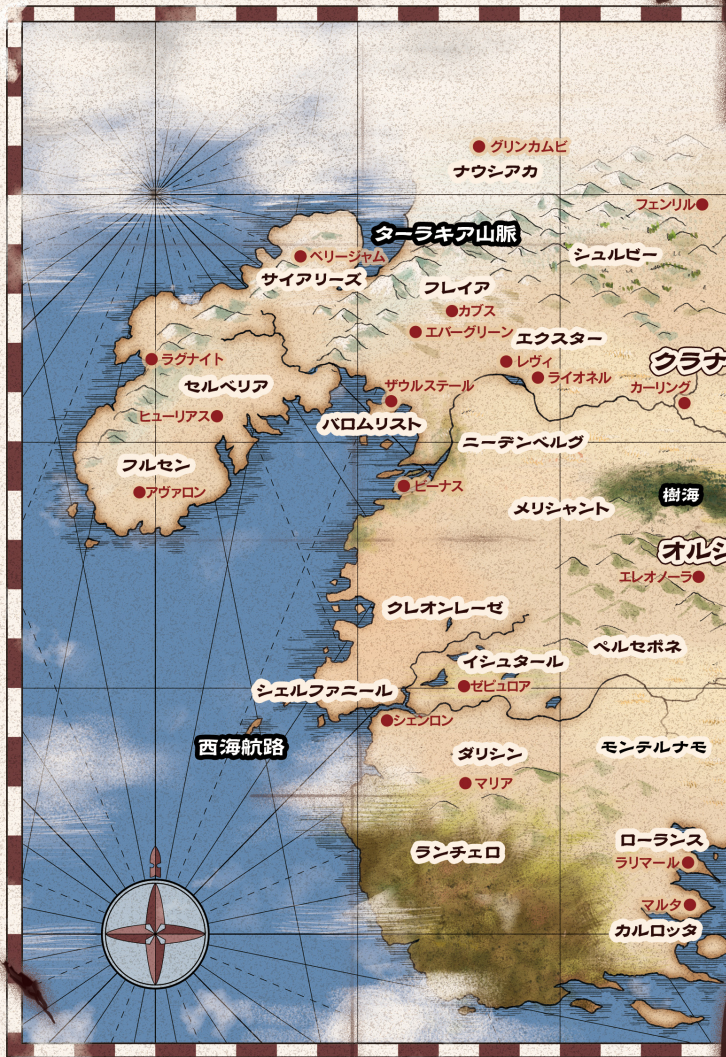 グリンカムビ
ナウシアカ
フェンリル
ターラキア山脈
ベリージャム
シュルビー
サイアリーズ
フレイア
カブス
エバーグリーン
エクスター
ラグナイト
レヴィ
クラナ
ライオネル
セルベリア
ザウルステール
カーリング
ヒューリアス
バロムリスト
ニーデンベルグ
フルセン
アヴァロン
ビーナス
樹海
メリシャント
オルシ
エレオノーラ
クレオンレーゼ
ペルセポネ
イシュタール
シェルファニール
ゼピュロア
シェンロン
西海航路
ダリシン
モンテルナモ
マリア
ローランス
ランチェロ
ラリマール
マルタ
カルロッタ